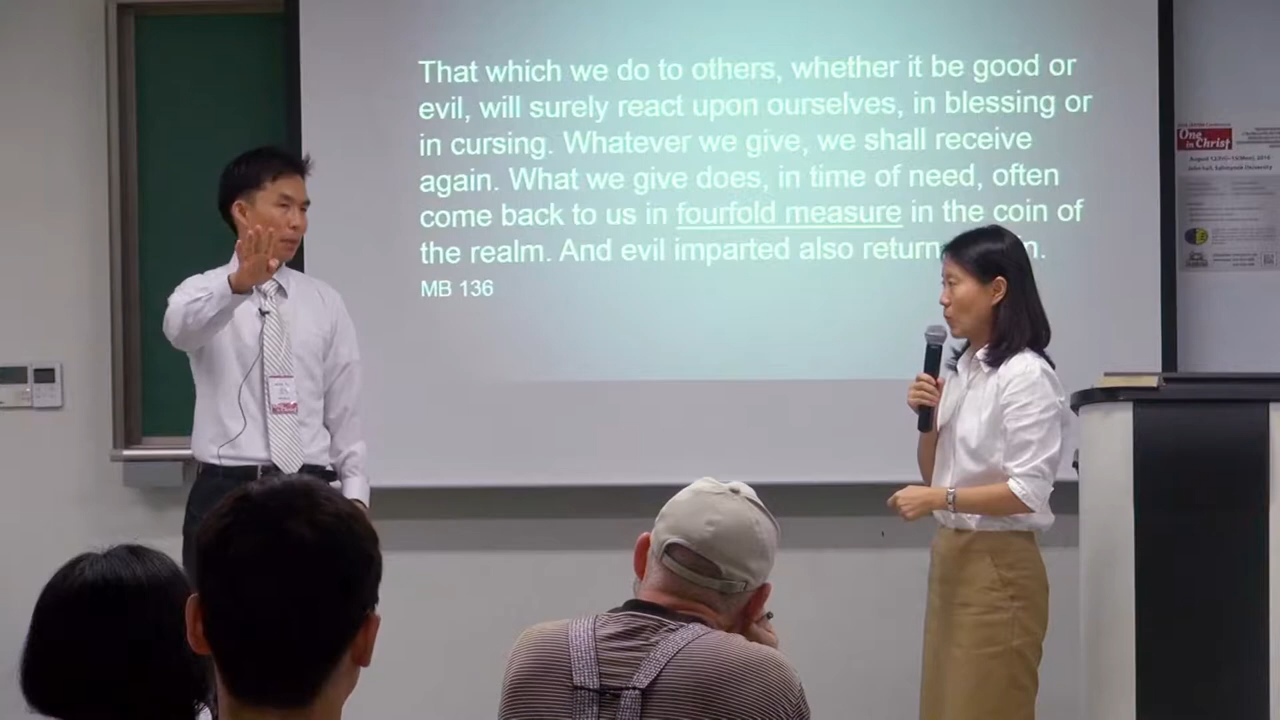 That which we do to others, whether it be good or
evil, will surely react upon ourselves, in blessing or
in cursing. Whatever we give, we shall receive
again. What we give does, in time of need, often
come back to us in fourfold measure in the coin of
the realm. And evil imparted also return
MB 136
One
in Christ